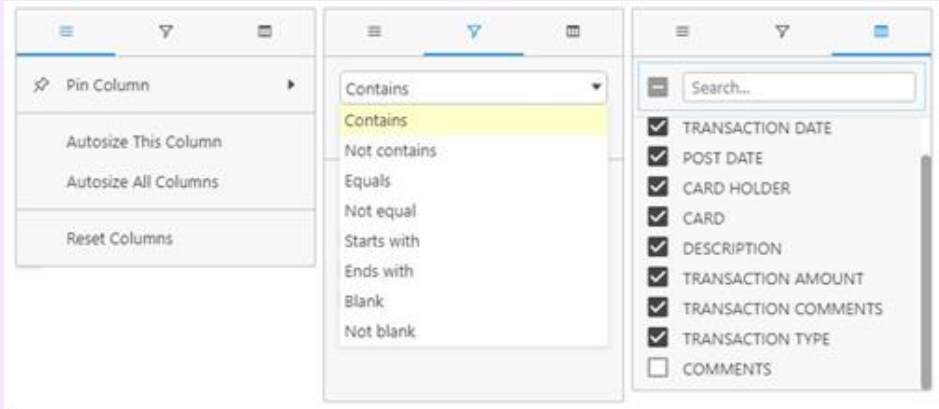 Pin Column
Autosize This Column
Autosize All Columns
Reset Columns
Contains
Contains
Not contains
Equals
Not equal
Starts with
Ends with
Blank
Not blank
Search...
TRANSACTION DATE
POST DATE
CARD HOLDER
CARD
DESCRIPTION
TRANSACTION AMOUNT
TRANSACTION COMMENTS
TRANSACTION TYPE
COMMENTS